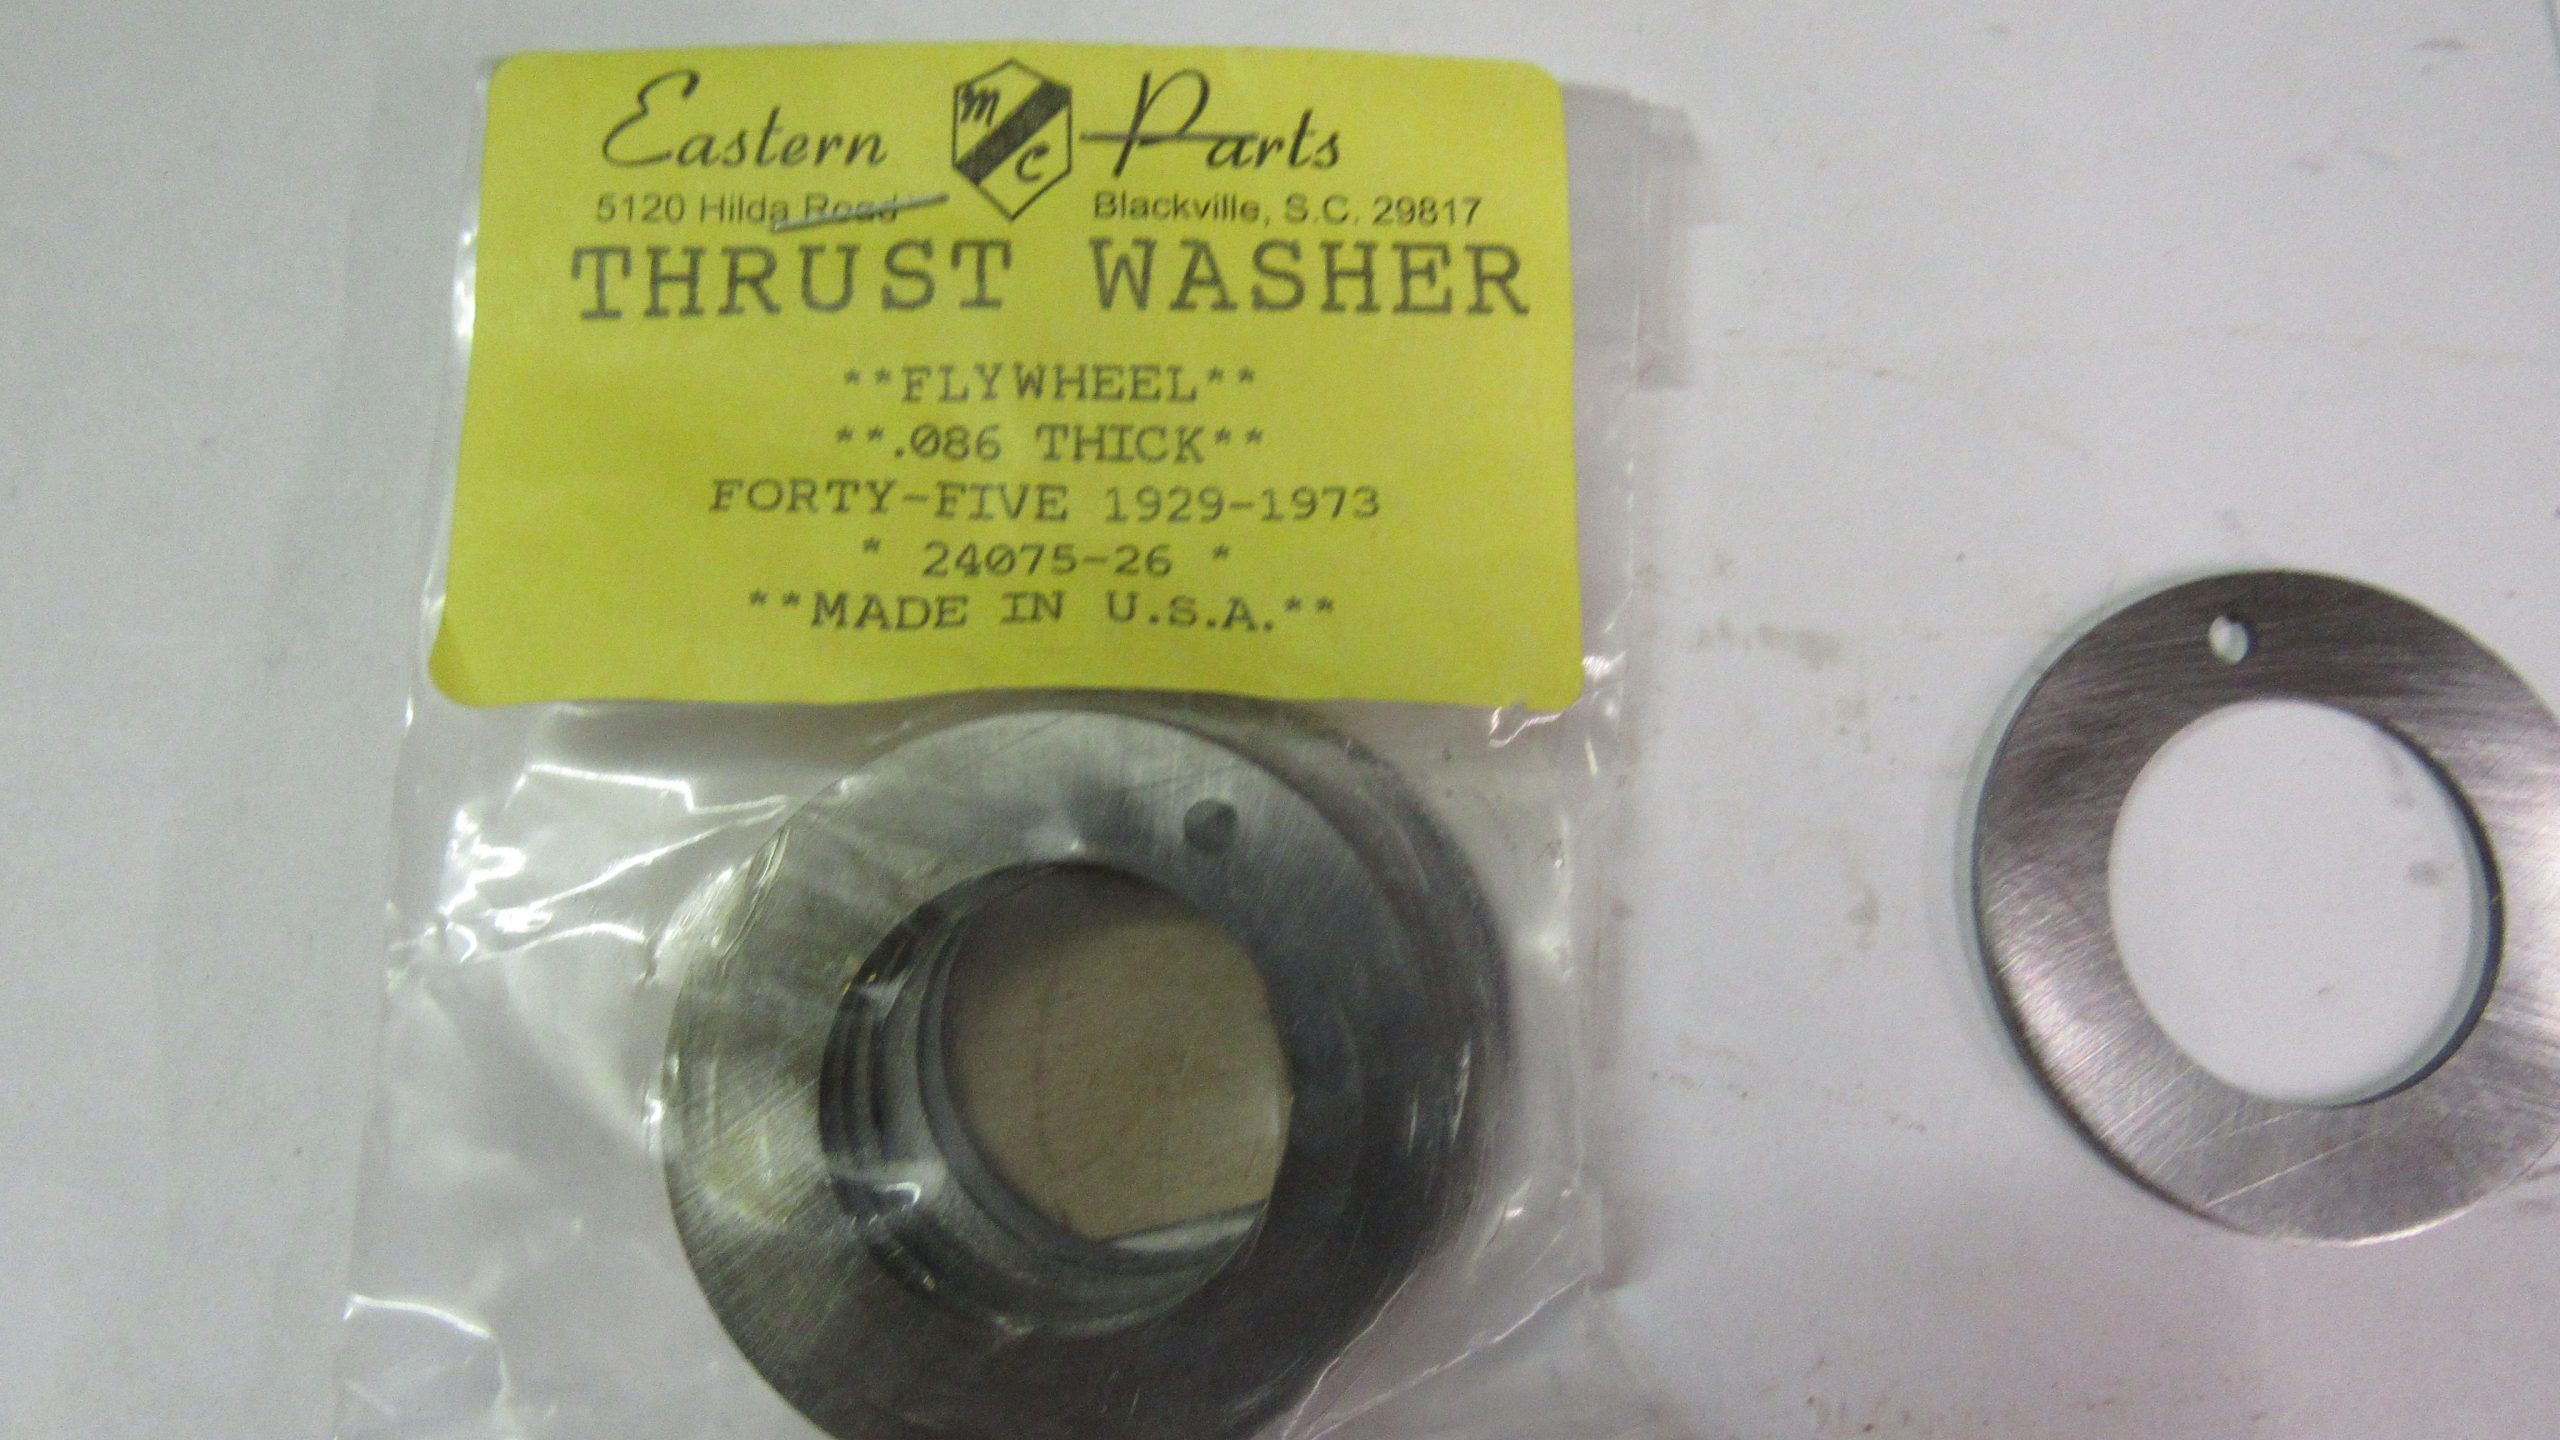 Eastern MC Parts
5120 Hilda Road Blackville, S.C. 29817
THRUST WASHER
**FLYWHEEL**
**.086 THICK**
FORTY-FIVE 1929-1973
* 24075-26 *
**MADE IN U.S.A.**